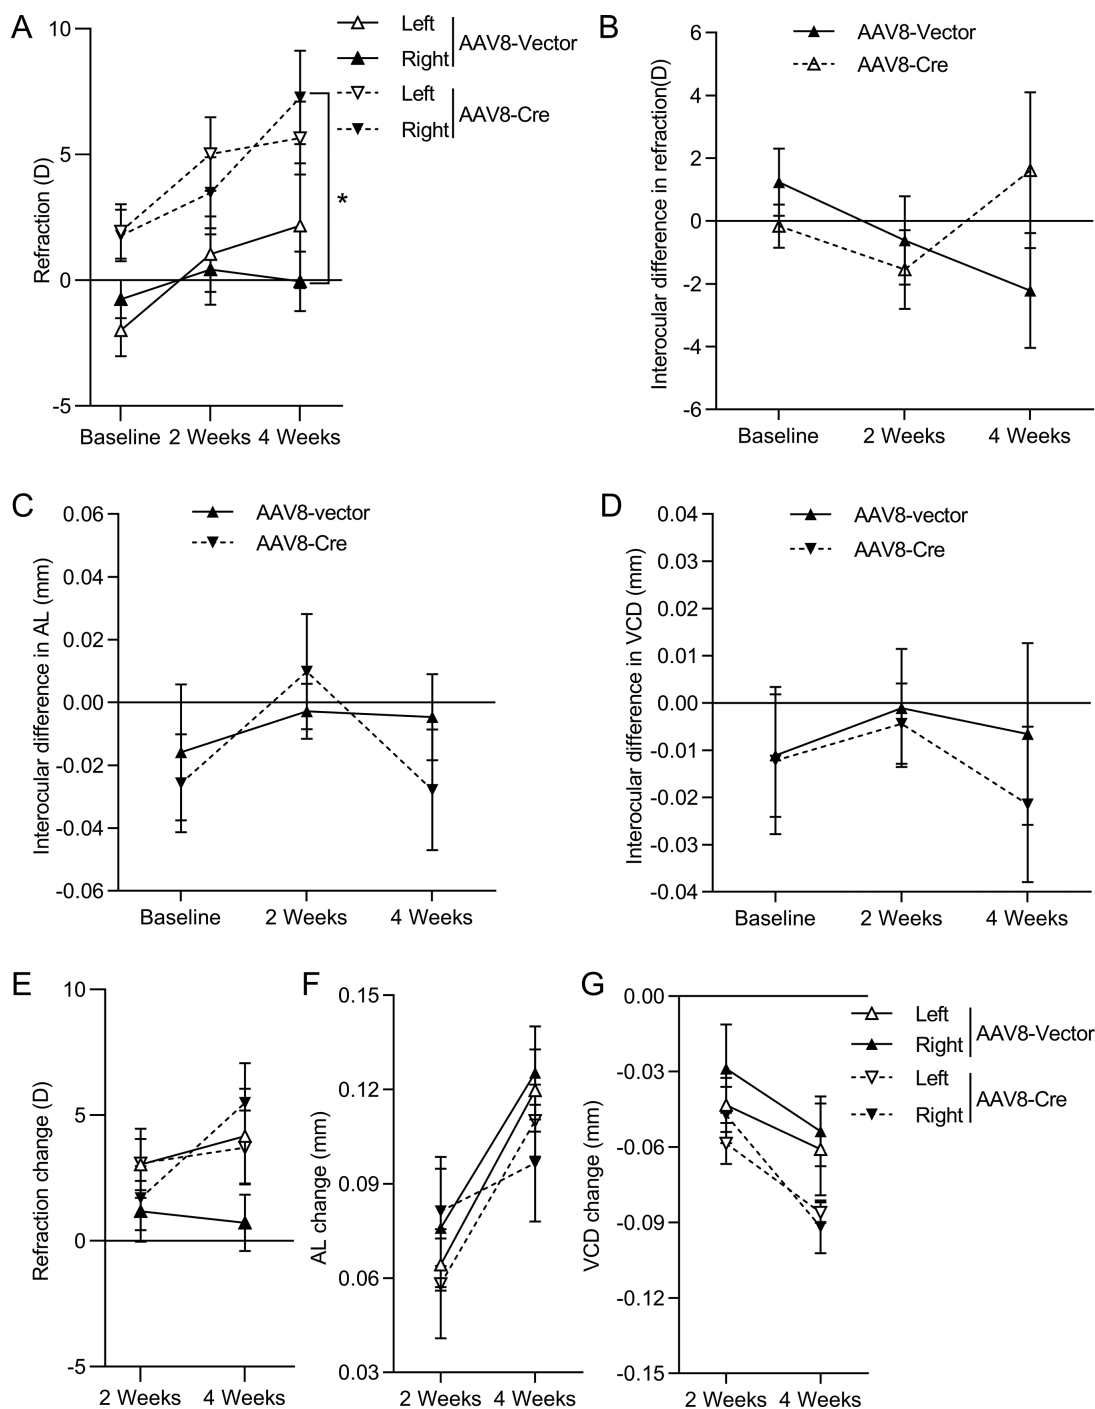 A
Refraction (D)
10
5
0
-5
Baseline 2 Weeks 4 Weeks
Left
Right
AAV8-Vector
Left
Right
AAV8-Cre
*
B
Interocular difference in refraction(D)
6
4
2
0
-2
-4
-6
Baseline 2 Weeks 4 Weeks
AAV8-Vector
AAV8-Cre
C
Interocular difference in AL (mm)
0.06
0.04
0.02
0.00
-0.02
-0.04
-0.06
Baseline 2 Weeks 4 Weeks
AAV8-vector
AAV8-Cre
D
Interocular difference in VCD (mm)
0.04
0.03
0.02
0.01
0.00
-0.01
-0.02
-0.03
-0.04
Baseline 2 Weeks 4 Weeks
AAV8-vector
AAV8-Cre
E
Refraction change (D)
10
5
0
-5
2 Weeks 4 Weeks
F
AL change (mm)
0.15
0.12
0.09
0.06
0.03
2 Weeks 4 Weeks
G
VCD change (mm)
0.00
-0.03
-0.06
-0.09
-0.12
-0.15
2 Weeks 4 Weeks
Left
Right
AAV8-Vector
Left
Right
AAV8-Cre